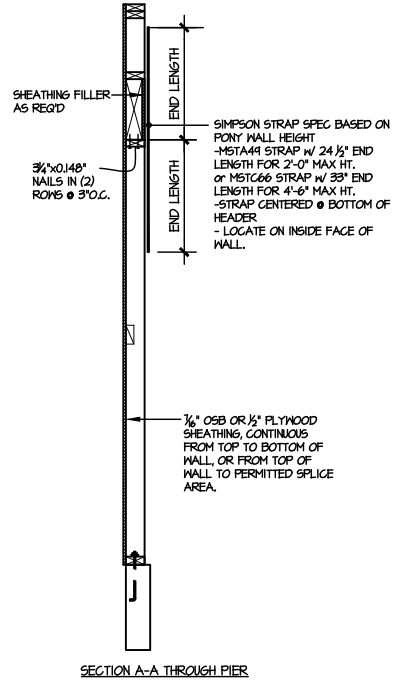 SHEATHING FILLER
AS REQ'D
END LENGTH
SIMPSON STRAP SPEC BASED ON
PONY WALL HEIGHT
-MSTA49 STRAP W/ 24 ½" END
LENGTH FOR 2'-0" MAX HT.
or MSTC66 STRAP W/ 33" END
LENGTH FOR 4'-6" MAX HT.
-STRAP CENTERED @ BOTTOM OF
HEADER
- LOCATE ON INSIDE FACE OF
WALL.
3¼"x0.148"
NAILS IN (2)
ROWS @ 3"O.C.
END LENGTH
7⁄16" OSB OR ½" PLYWOOD
SHEATHING, CONTINUOUS
FROM TOP TO BOTTOM OF
WALL, OR FROM TOP OF
WALL TO PERMITTED SPLICE
AREA.
SECTION A-A THROUGH PIER